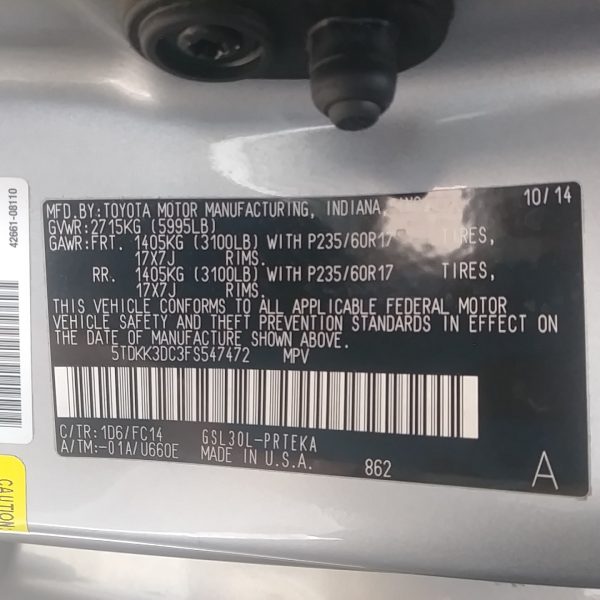 MFD.BY:TOYOTA MOTOR MANUFACTURING, INDIANA, 10/14
GVWR:2715KG (5995LB)
GAWR:FRT. 1405KG (3100LB) WITH P235/60R17 TIRES,
17X7J RIMS.
RR. 1405KG (3100LB) WITH P235/60R17 TIRES,
17X7J RIMS.
THIS VEHICLE CONFORMS TO ALL APPLICABLE FEDERAL MOTOR
VEHICLE SAFETY AND THEFT PREVENTION STANDARDS IN EFFECT ON
THE DATE OF MANUFACTURE SHOWN ABOVE.
5TDKK3DC3FS547472 MPV
C/TR:1D6/FC14 GSL30L-PRTEKA
A/TM:-01A/U660E MADE IN U.S.A. 862 A
42661-08110
CAUTION